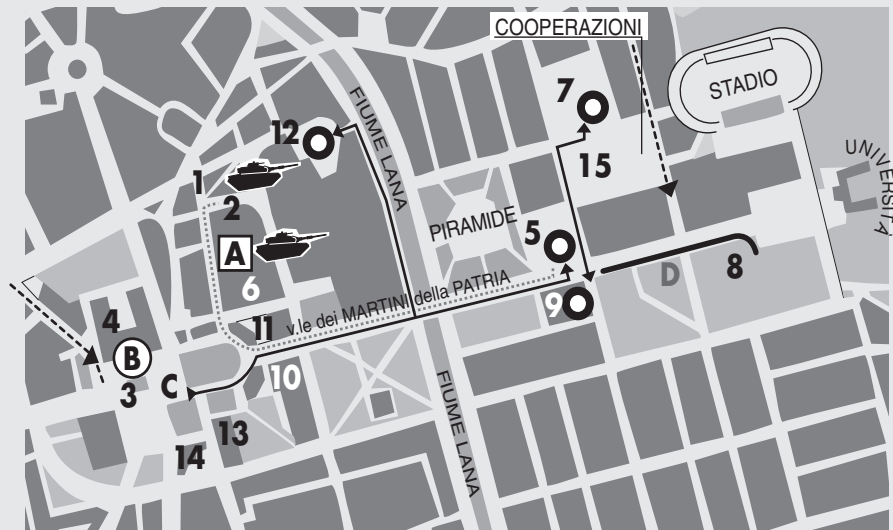 COOPERAZIONI
STADIO
UNIVERSITA
FIUME LANA
7
12
15
1
2
PIRAMIDE
5
A
D
8
6
9
v.le dei MARTINI della PATRIA
4
11
B
3
C
10
FIUME LANA
13
14